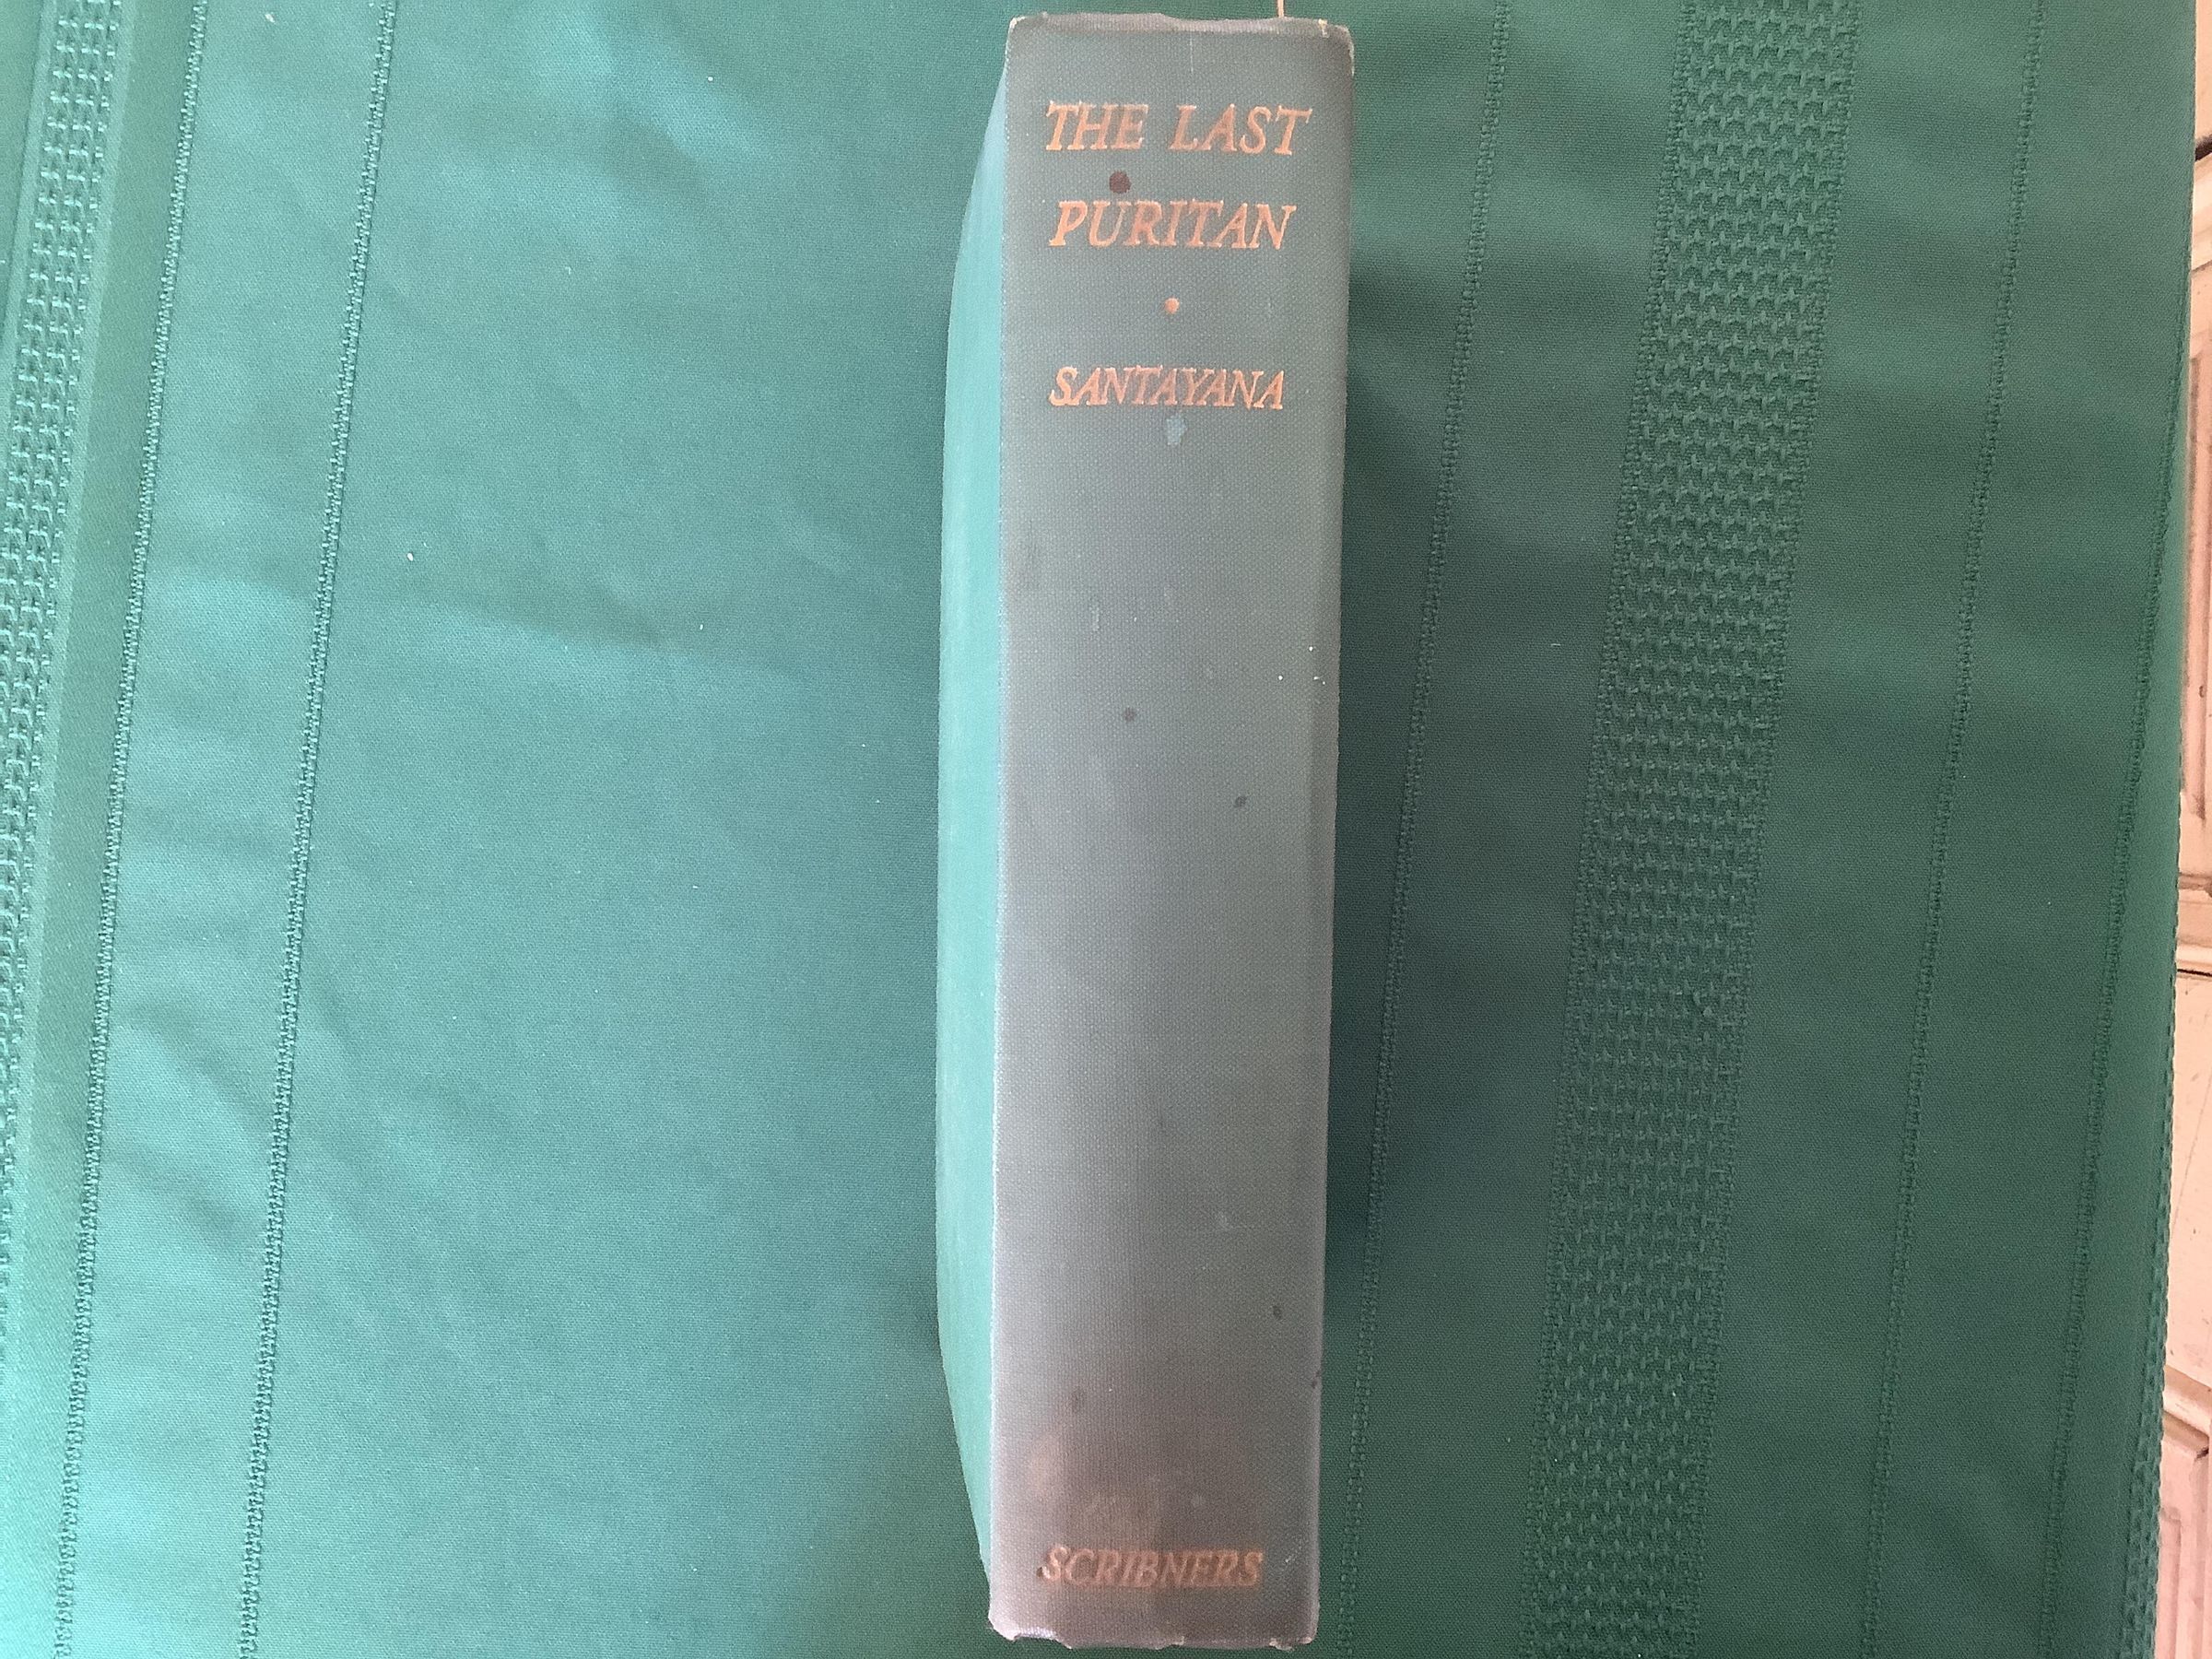 THE LAST
PURITAN
•
SANTAYANA
SCRIBNERS